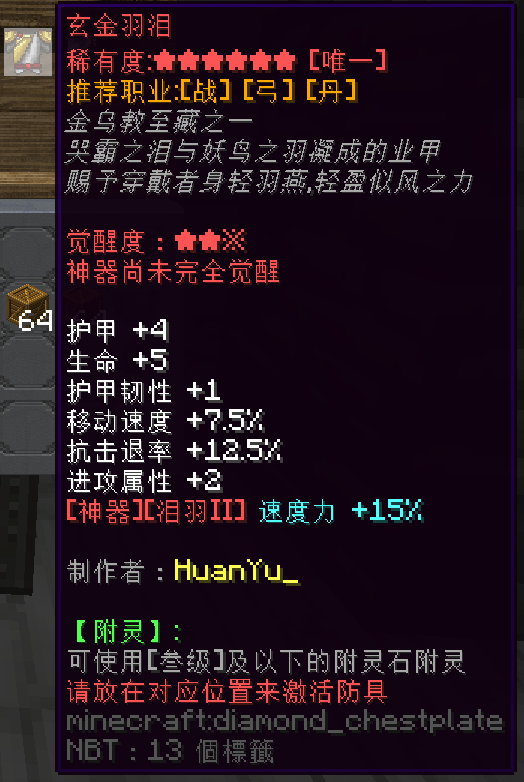 玄金羽泪
稀有度:★★★★★★ [唯一]
推荐职业:[战] [弓] [丹]
金乌教至藏之一
哭霸之泪与妖鸟之羽凝成的业甲
赐予穿戴者身轻羽燕,轻盈似风之力
觉醒度：★★※
神器尚未完全觉醒
64
护甲 +4
生命 +5
护甲韧性 +1
移动速度 +7.5%
抗击退率 +12.5%
进攻属性 +2
[神器][泪羽II] 速度力 +15%
制作者：HuanYu_
【附灵】:
可使用[叁级]及以下的附灵石附灵
请放在对应位置来激活防具
minecraft:diamond_chestplate
NBT：13 個標籤